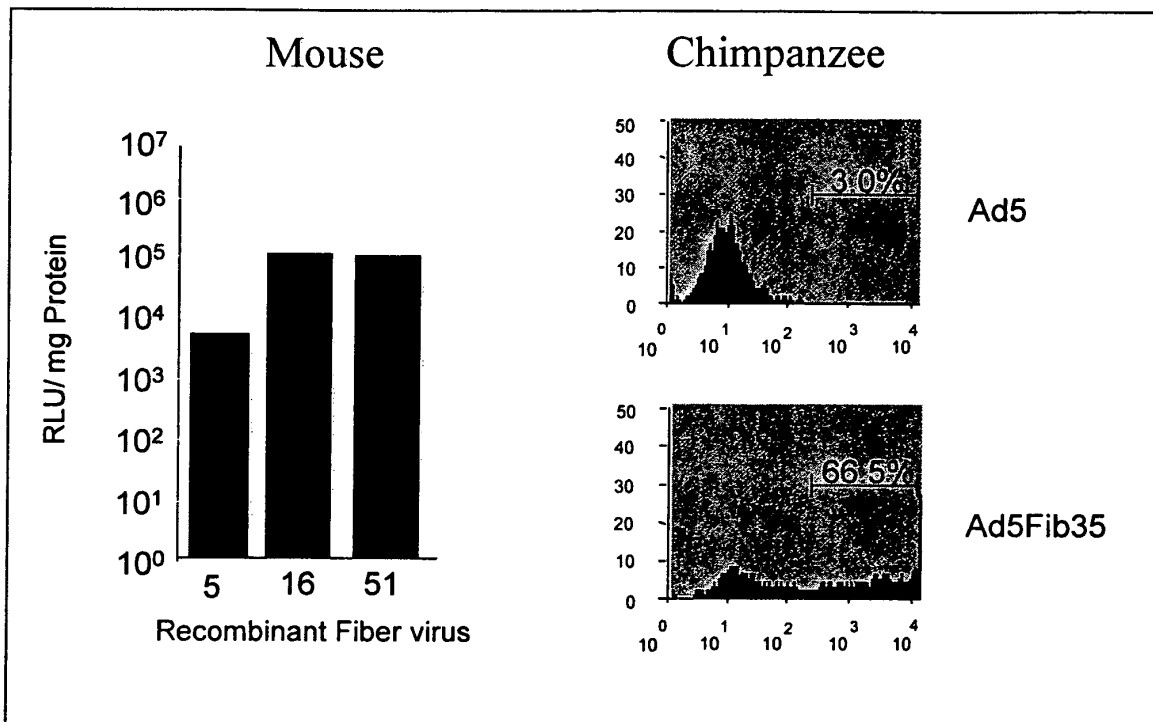 Mouse
RLU/mg Protein
10⁷
10⁶
10⁵
10⁴
10³
10²
10¹
10⁰
5 16 51
Recombinant Fiber virus
Chimpanzee
50
40
30
20
10
0
3.0%
10⁰ 10¹ 10² 10³ 10⁴
Ad5
50
40
30
20
10
0
66.5%
10⁰ 10¹ 10² 10³ 10⁴
Ad5Fib35